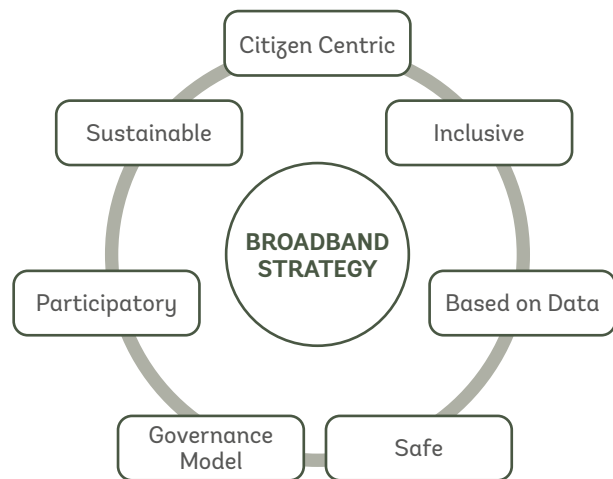 Citizen Centric
Sustainable
Inclusive
BROADBAND
STRATEGY
Participatory
Based on Data
Governance
Model
Safe